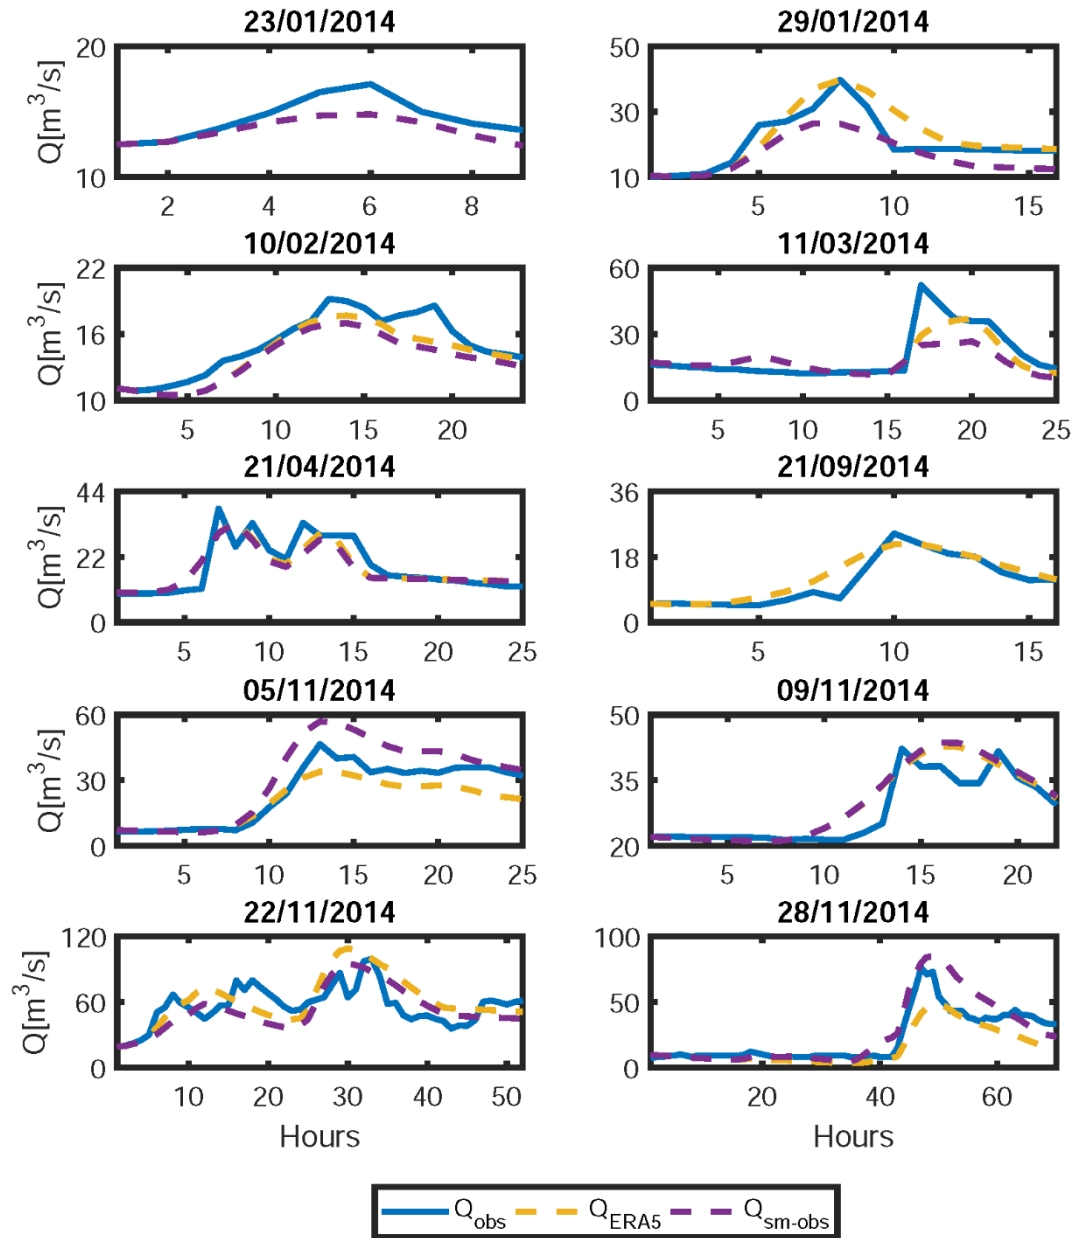 23/01/2014
29/01/2014
Q[m³/s]
20
10
2 4 6 8
50
30
10
5 10 15
10/02/2014
11/03/2014
Q[m³/s]
22
16
10
5 10 15 20
60
30
0
5 10 15 20 25
21/04/2014
21/09/2014
Q[m³/s]
44
22
0
5 10 15 20 25
36
18
0
5 10 15
05/11/2014
09/11/2014
Q[m³/s]
60
30
0
5 10 15 20 25
50
35
20
5 10 15 20
22/11/2014
28/11/2014
Q[m³/s]
120
60
0
10 20 30 40 50
100
50
0
20 40 60
Hours
Hours
Qobs QERA5 Qsm-obs